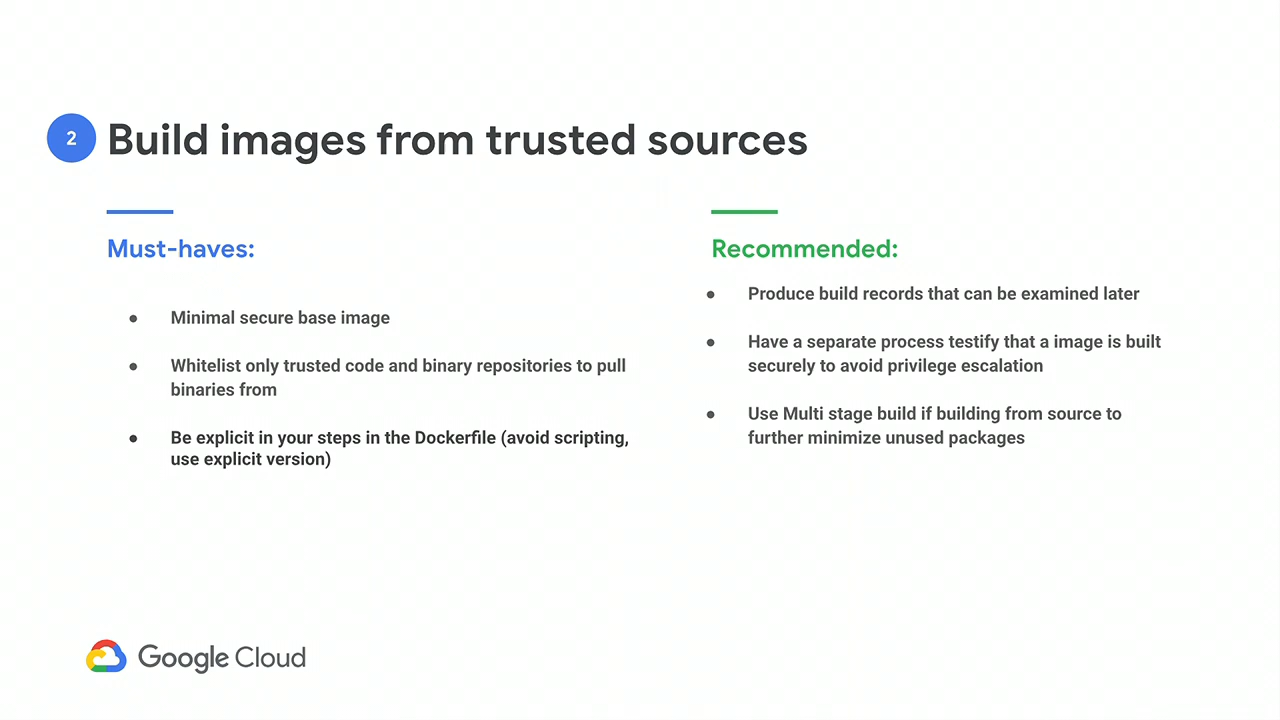 2
Build images from trusted sources
Must-haves:
● Minimal secure base image
● Whitelist only trusted code and binary repositories to pull
binaries from
● Be explicit in your steps in the Dockerfile (avoid scripting,
use explicit version)
Recommended:
● Produce build records that can be examined later
● Have a separate process testify that a image is built
securely to avoid privilege escalation
● Use Multi stage build if building from source to
further minimize unused packages
Google Cloud